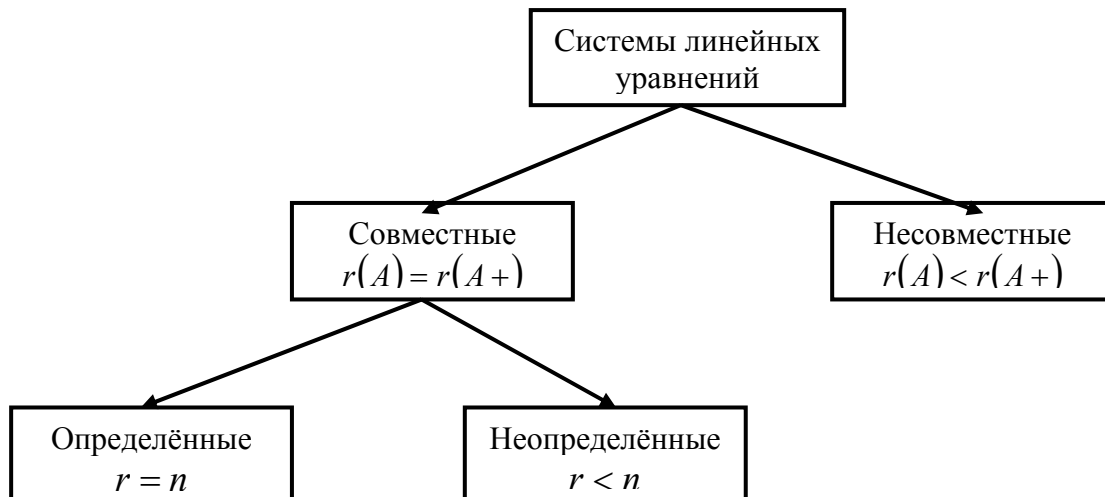 Системы линейных
уравнений
Совместные
r(A) = r(A+)
Несовместные
r(A) < r(A+)
Определённые
r = n
Неопределённые
r < n